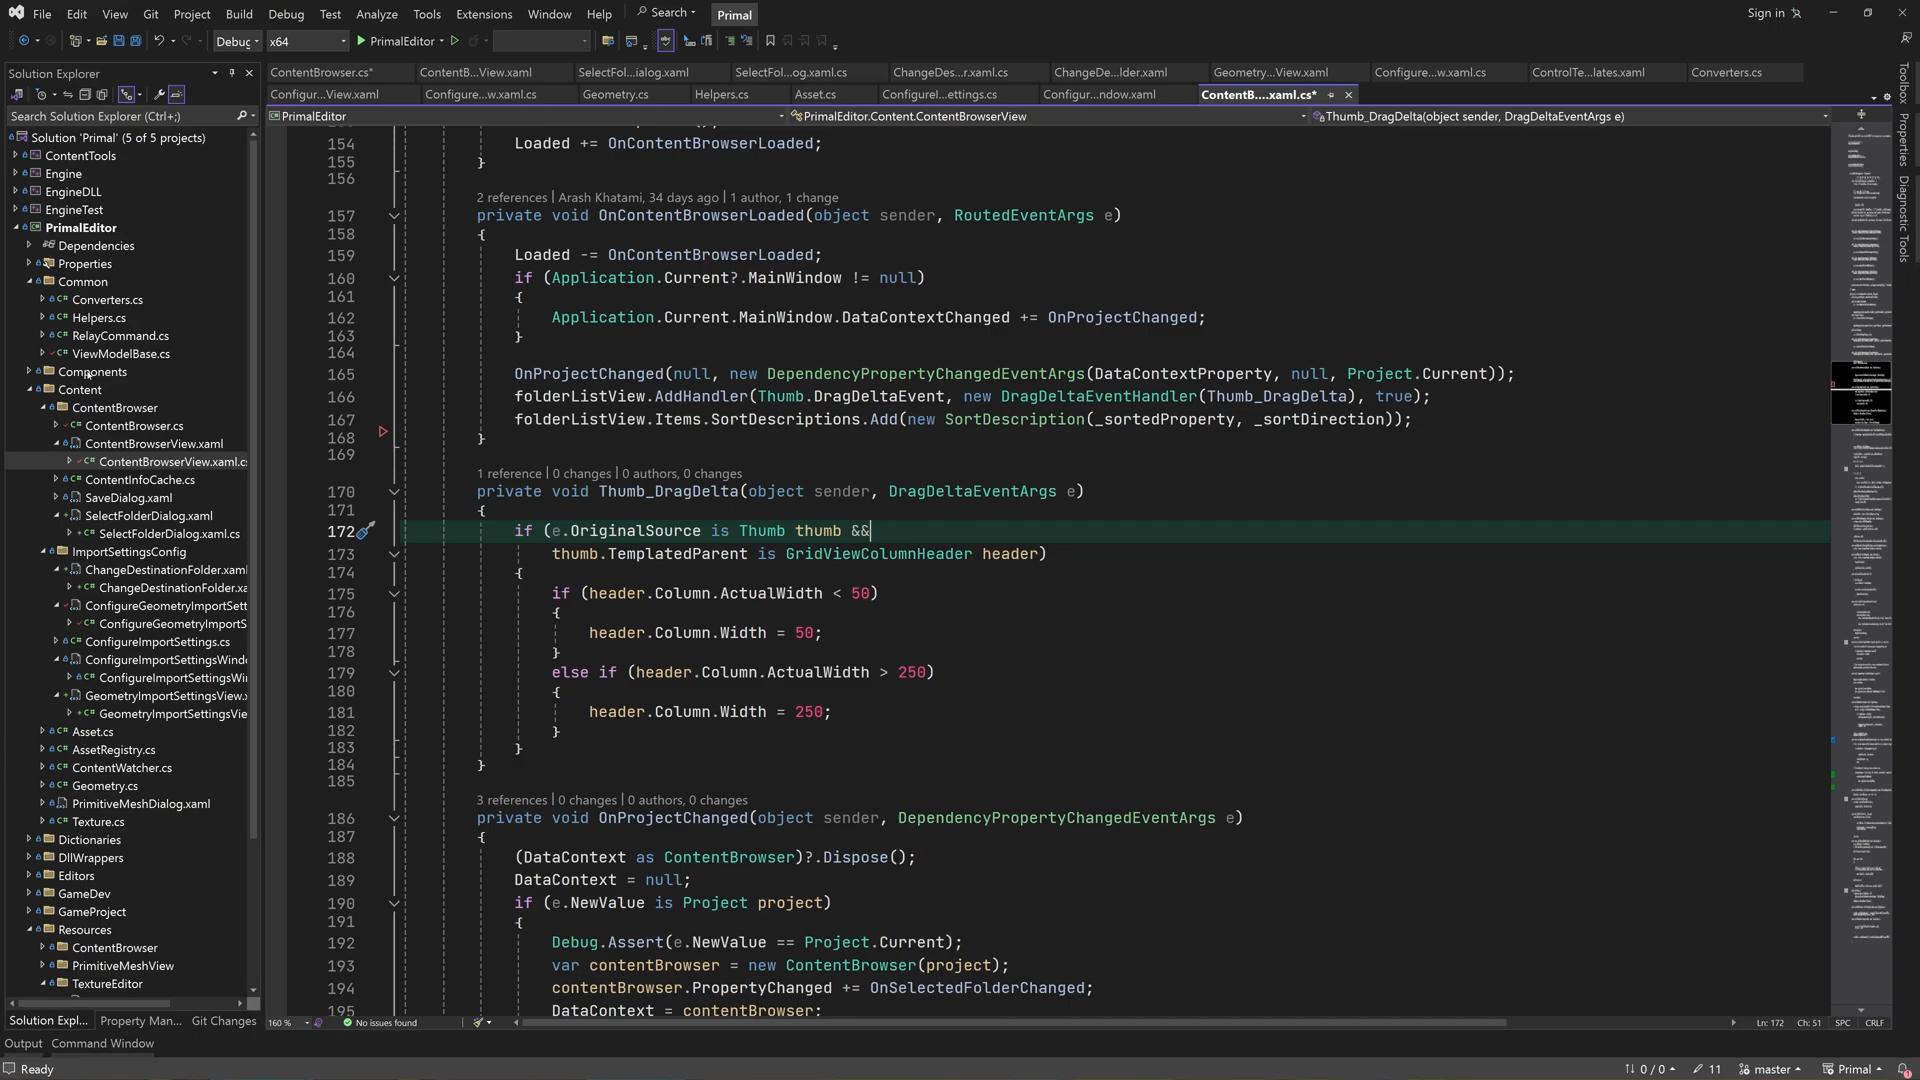 File Edit View Git Project Build Debug Test Analyze Tools Extensions Window Help Search Primal Sign in
Debug x64 PrimalEditor
Solution Explorer
Search Solution Explorer (Ctrl+;)
Solution 'Primal' (5 of 5 projects)
ContentTools
Engine
EngineDLL
EngineTest
PrimalEditor
Dependencies
Properties
Common
Converters.cs
Helpers.cs
RelayCommand.cs
ViewModelBase.cs
Components
Content
ContentBrowser
ContentBrowser.cs
ContentBrowserView.xaml
ContentBrowserView.xaml.cs
ContentInfoCache.cs
SaveDialog.xaml
SelectFolderDialog.xaml
SelectFolderDialog.xaml.cs
ImportSettingsConfig
ChangeDestinationFolder.xaml
ChangeDestinationFolder.xa
ConfigureGeometryImportSett
ConfigureGeometryImportS
ConfigureImportSettings.cs
ConfigureImportSettingsWind
ConfigureImportSettingsWi
GeometryImportSettingsView.x
GeometryImportSettingsVie
Asset.cs
AssetRegistry.cs
ContentWatcher.cs
Geometry.cs
PrimitiveMeshDialog.xaml
Texture.cs
Dictionaries
DllWrappers
Editors
GameDev
GameProject
Resources
ContentBrowser
PrimitiveMeshView
TextureEditor
Solution Expl... Property Man... Git Changes
ContentBrowser.cs* ContentB...View.xaml SelectFol...ialog.xaml SelectFol...og.xaml.cs ChangeDes...r.xaml.cs ChangeDe...lder.xaml Geometry...View.xaml Configure...w.xaml.cs ControlTe...lates.xaml Converters.cs
Configur...View.xaml Configure...w.xaml.cs Geometry.cs Helpers.cs Asset.cs ConfigureI...ettings.cs Configur...ndow.xaml ContentB....xaml.cs*
PrimalEditor PrimalEditor.Content.ContentBrowserView Thumb_DragDelta(object sender, DragDeltaEventArgs e)
154 Loaded += OnContentBrowserLoaded;
155 }
156
2 references | Arash Khatami, 34 days ago | 1 author, 1 change
157 private void OnContentBrowserLoaded(object sender, RoutedEventArgs e)
158 {
159 Loaded -= OnContentBrowserLoaded;
160 if (Application.Current?.MainWindow != null)
161 {
162 Application.Current.MainWindow.DataContextChanged += OnProjectChanged;
163 }
164
165 OnProjectChanged(null, new DependencyPropertyChangedEventArgs(DataContextProperty, null, Project.Current));
166 folderListView.AddHandler(Thumb.DragDeltaEvent, new DragDeltaEventHandler(Thumb_DragDelta), true);
167 folderListView.Items.SortDescriptions.Add(new SortDescription(_sortedProperty, _sortDirection));
168 }
169
1 reference | 0 changes | 0 authors, 0 changes
170 private void Thumb_DragDelta(object sender, DragDeltaEventArgs e)
171 {
172 if (e.OriginalSource is Thumb thumb &&
173 thumb.TemplatedParent is GridViewColumnHeader header)
174 {
175 if (header.Column.ActualWidth < 50)
176 {
177 header.Column.Width = 50;
178 }
179 else if (header.Column.ActualWidth > 250)
180 {
181 header.Column.Width = 250;
182 }
183 }
184 }
185
3 references | 0 changes | 0 authors, 0 changes
186 private void OnProjectChanged(object sender, DependencyPropertyChangedEventArgs e)
187 {
188 (DataContext as ContentBrowser)?.Dispose();
189 DataContext = null;
190 if (e.NewValue is Project project)
191 {
192 Debug.Assert(e.NewValue == Project.Current);
193 var contentBrowser = new ContentBrowser(project);
194 contentBrowser.PropertyChanged += OnSelectedFolderChanged;
195 DataContext = contentBrowser;
160 % No issues found Ln: 172 Ch: 51 SPC CRLF
Toolbox
Properties
Diagnostic Tools
Output Command Window
Ready 0 / 0 11 master Primal